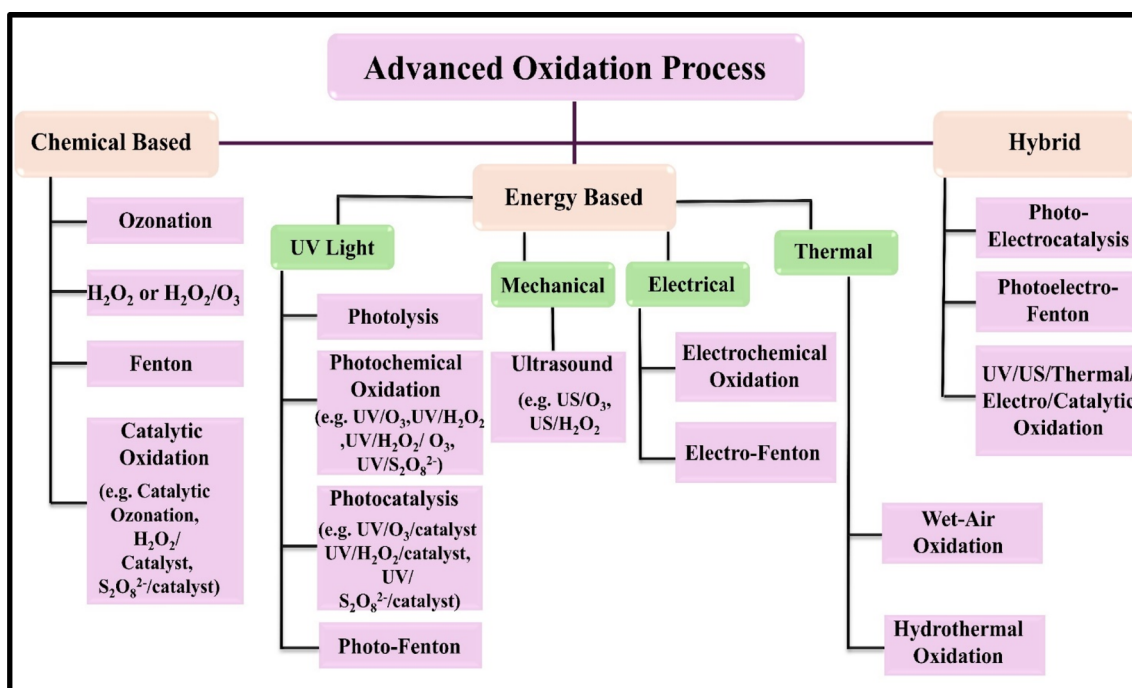 Advanced Oxidation Process
Chemical Based
Ozonation
H₂O₂ or H₂O₂/O₃
Fenton
Catalytic
Oxidation
(e.g. Catalytic
Ozonation,
H₂O₂/
Catalyst,
S₂O₈²⁻/catalyst)
Energy Based
UV Light
Photolysis
Photochemical
Oxidation
(e.g. UV/O₃,UV/H₂O₂
,UV/H₂O₂/ O₃,
UV/S₂O₈²⁻)
Photocatalysis
(e.g. UV/O₃/catalyst
UV/H₂O₂/catalyst,
UV/
S₂O₈²⁻/catalyst)
Photo-Fenton
Mechanical
Ultrasound
(e.g. US/O₃,
US/H₂O₂
Electrical
Electrochemical
Oxidation
Electro-Fenton
Thermal
Wet-Air
Oxidation
Hydrothermal
Oxidation
Hybrid
Photo-
Electrocatalysis
Photoelectro-
Fenton
UV/US/Thermal/
Electro/Catalytic
Oxidation